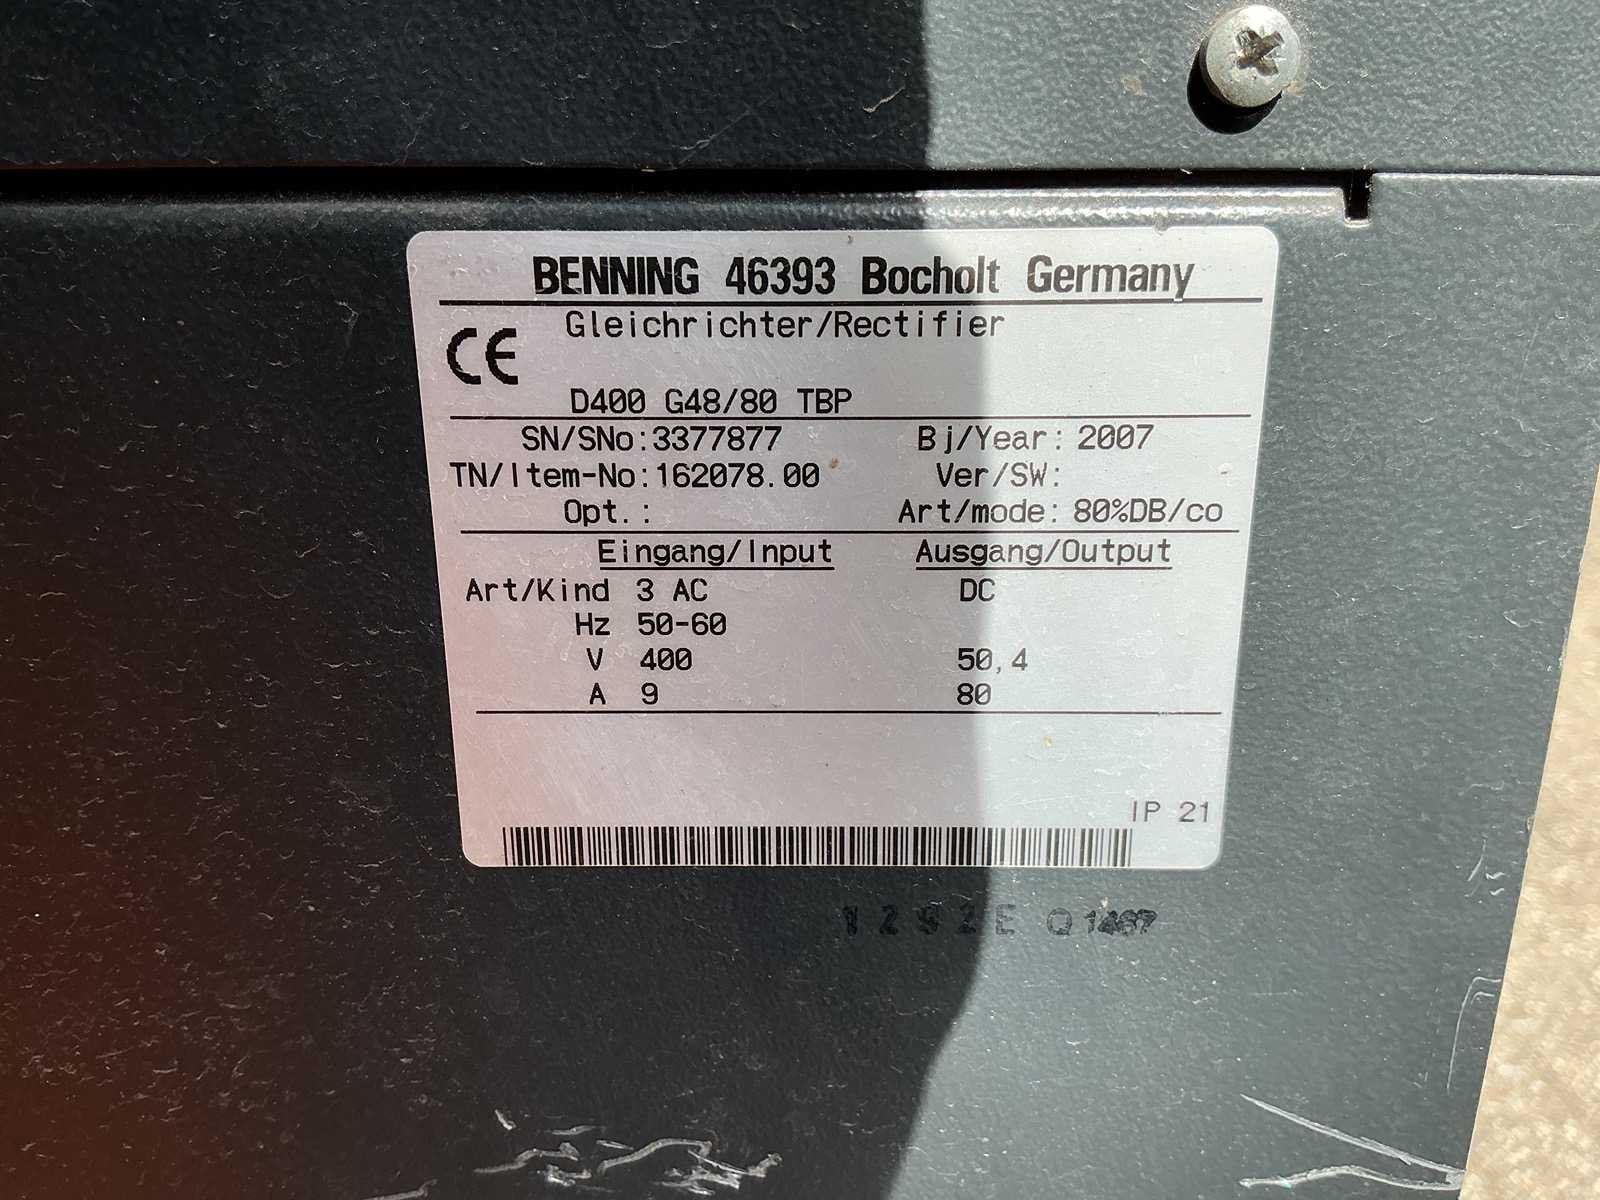 BENNING 46393 Bocholt Germany
Gleichrichter/Rectifier
CE
D400 G48/80 TBP
SN/SNo:3377877 Bj/Year: 2007
TN/Item-No:162078.00 Ver/SW:
Opt.: Art/mode: 80%DB/co
Eingang/Input Ausgang/Output
Art/Kind 3 AC DC
Hz 50-60
V 400 50,4
A 9 80
IP 21
1292E Q1467